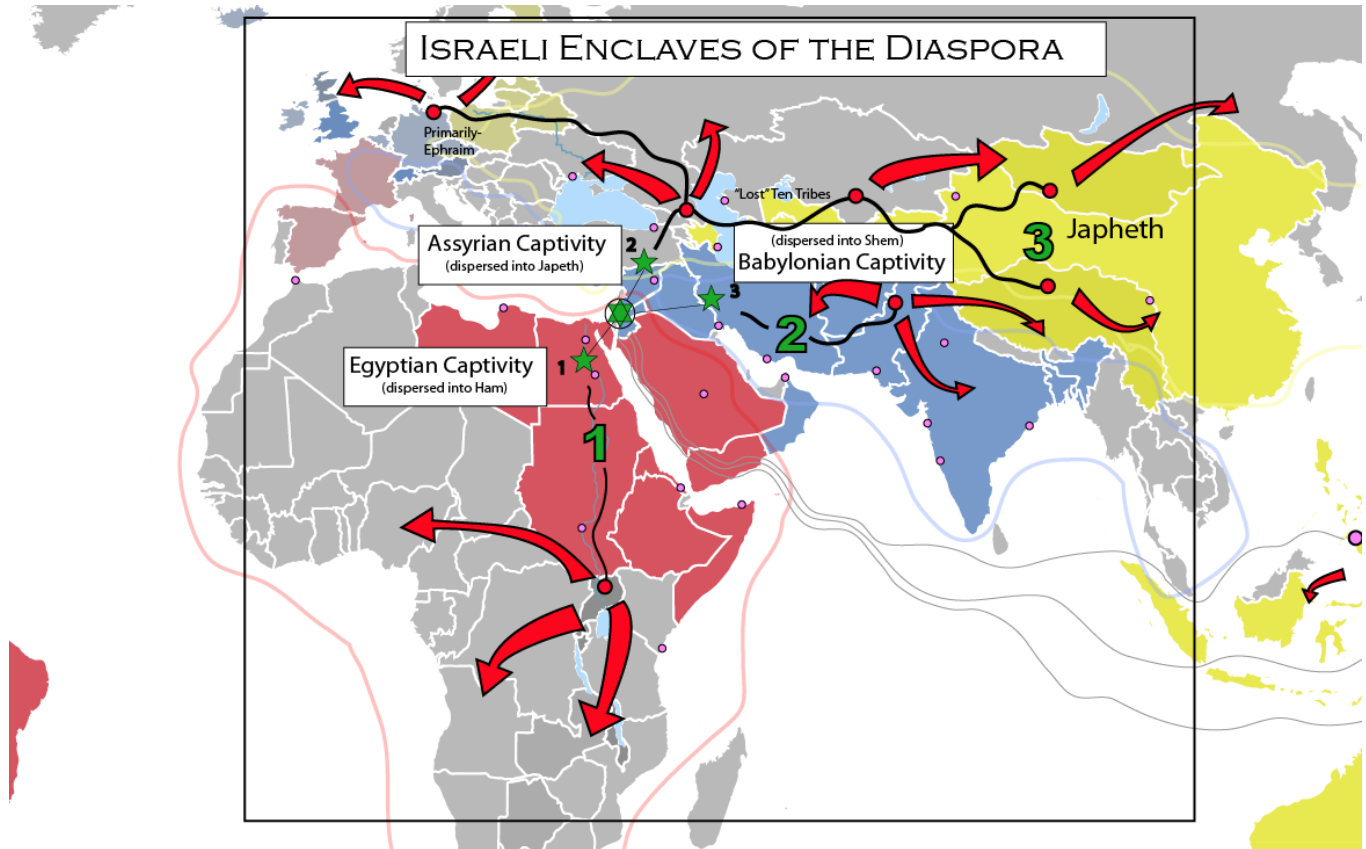 Israeli Enclaves of the Diaspora
Primarily-
Ephraim
"Lost" Ten Tribes
Assyrian Captivity
(dispersed into Japeth)
2
(dispersed into Shem)
Babylonian Captivity
3
Japheth
3
2
Egyptian Captivity
(dispersed into Ham)
1
1